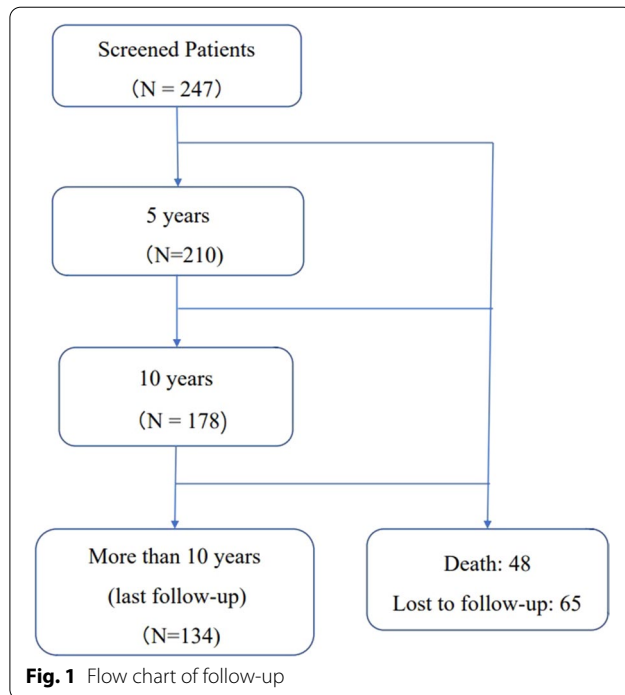 Screened Patients
（N = 247）
5 years
(N=210)
10 years
（N = 178)
More than 10 years
(last follow-up)
(N=134)
Death: 48
Lost to follow-up: 65
Fig. 1 Flow chart of follow-up